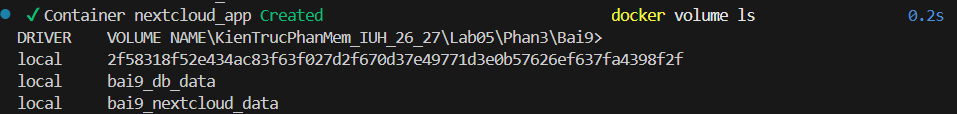 ✓ Container nextcloud_app Created docker volume ls 0.2s
DRIVER VOLUME NAME\KienTrucPhanMem_IUH_26_27\Lab05\Phan3\Bai9>
local 2f58318f52e434ac83f63f027d2f670d37e49771d3e0b57626ef637fa4398f2f
local bai9_db_data
local bai9_nextcloud_data